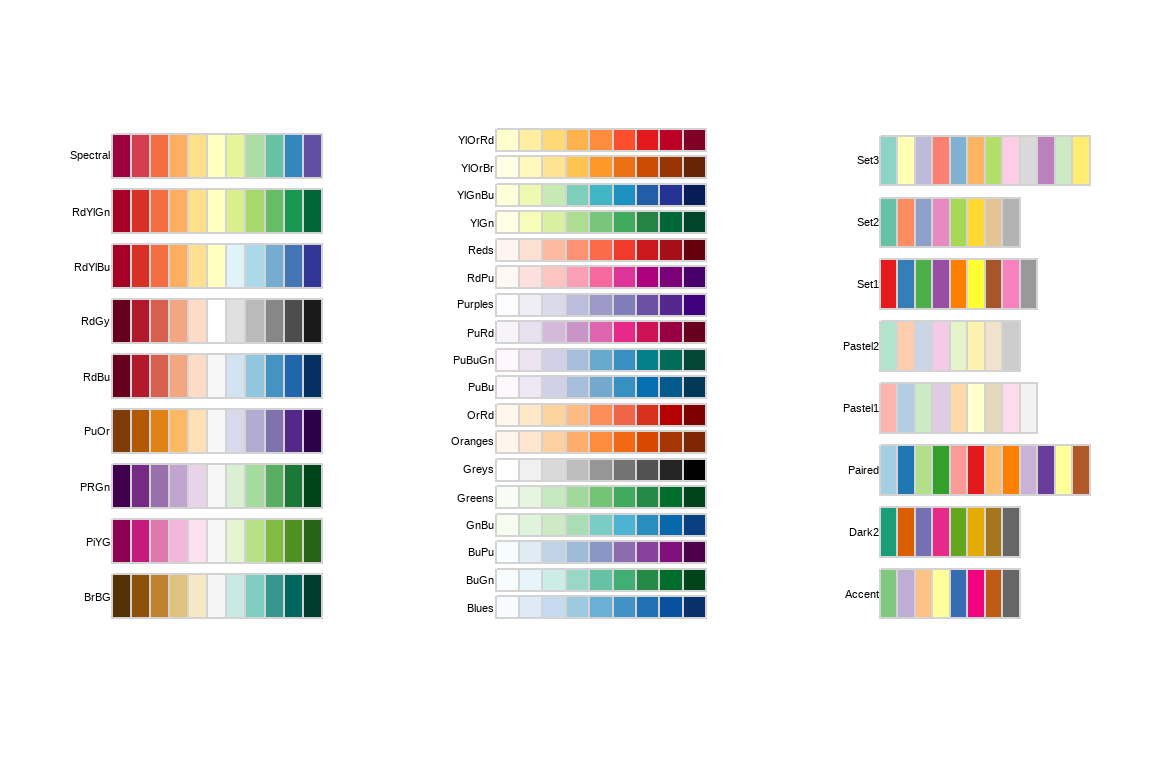 Spectral
RdYlGn
RdYlBu
RdGy
RdBu
PuOr
PRGn
PiYG
BrBG
YlOrRd
YlOrBr
YlGnBu
YlGn
Reds
RdPu
Purples
PuRd
PuBuGn
PuBu
OrRd
Oranges
Greys
Greens
GnBu
BuPu
BuGn
Blues
Set3
Set2
Set1
Pastel2
Pastel1
Paired
Dark2
Accent